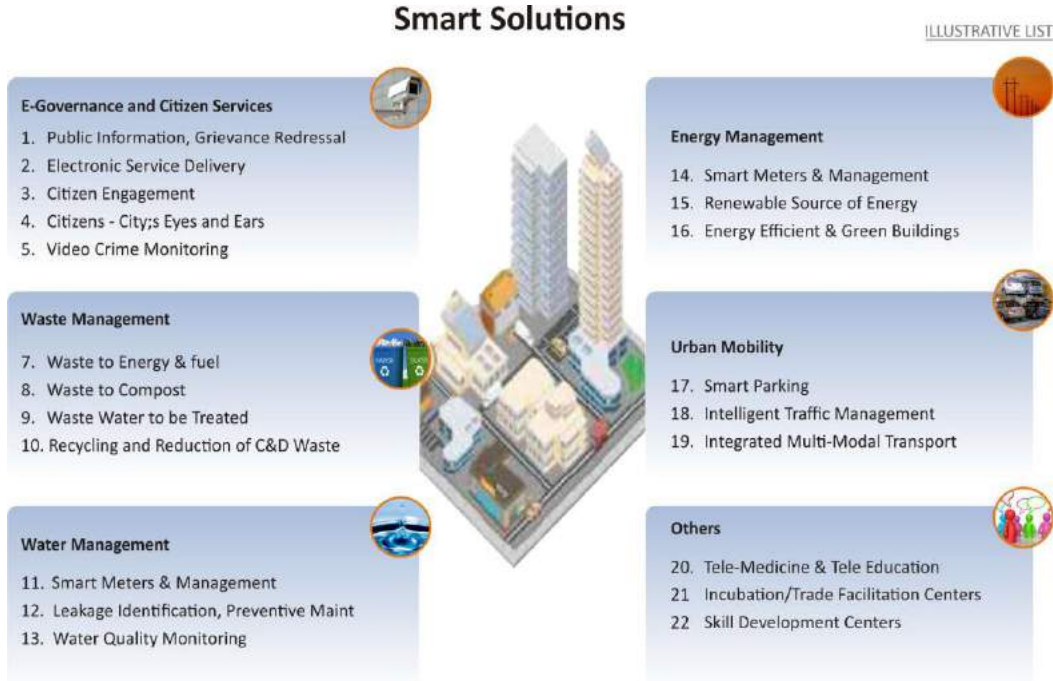 Smart Solutions
ILLUSTRATIVE LIST
E-Governance and Citizen Services
1. Public Information, Grievance Redressal
2. Electronic Service Delivery
3. Citizen Engagement
4. Citizens - City;s Eyes and Ears
5. Video Crime Monitoring
Waste Management
7. Waste to Energy & fuel
8. Waste to Compost
9. Waste Water to be Treated
10. Recycling and Reduction of C&D Waste
Water Management
11. Smart Meters & Management
12. Leakage Identification, Preventive Maint
13. Water Quality Monitoring
Energy Management
14. Smart Meters & Management
15. Renewable Source of Energy
16. Energy Efficient & Green Buildings
Urban Mobility
17. Smart Parking
18. Intelligent Traffic Management
19. Integrated Multi-Modal Transport
Others
20. Tele-Medicine & Tele Education
21 Incubation/Trade Facilitation Centers
22 Skill Development Centers